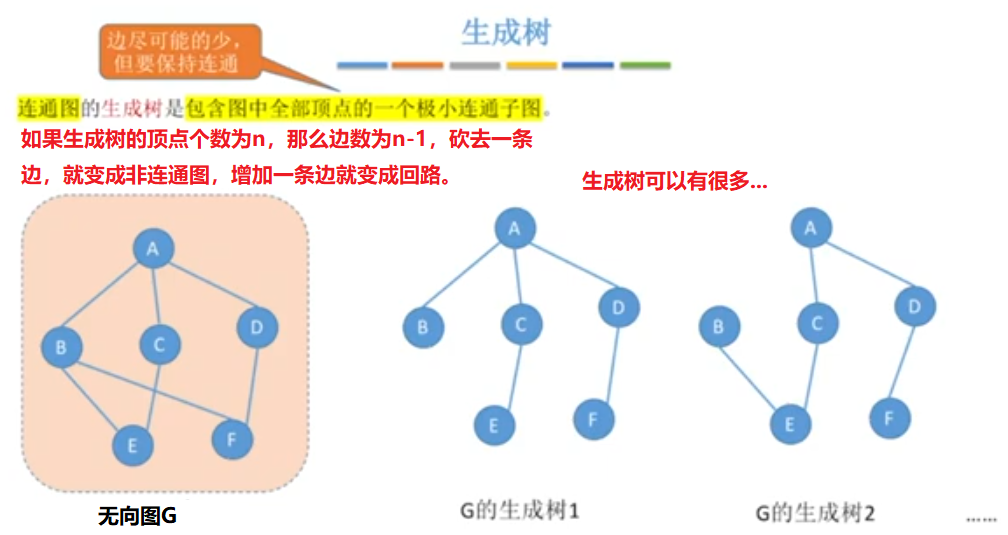 生成树
边尽可能的少，
但要保持连通
连通图的生成树是包含图中全部顶点的一个极小连通子图。
如果生成树的顶点个数为n，那么边数为n-1，砍去一条
边，就变成非连通图，增加一条边就变成回路。
生成树可以有很多...
A
B
C
D
E
F
无向图G
A
B
C
D
E
F
G的生成树1
A
B
C
D
E
F
G的生成树2
……